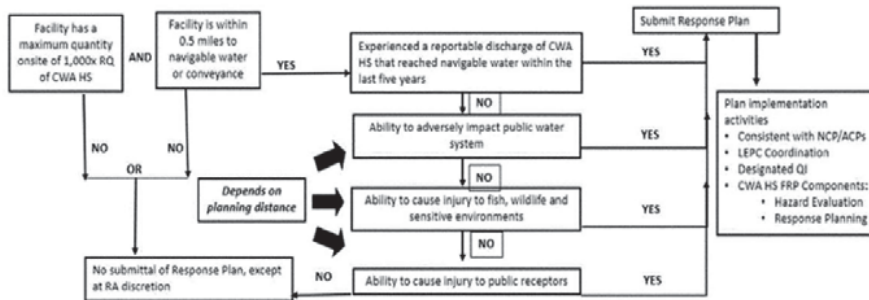 Facility has a
maximum quantity
onsite of 1,000x RQ
of CWA HS
AND
Facility is within
0.5 miles to
navigable water
or conveyance
YES
Experienced a reportable discharge of CWA
HS that reached navigable water within the
last five years
YES
Submit Response Plan
NO
Ability to adversely impact public water
system
YES
NO
NO
OR
Depends on
planning distance
NO
Ability to cause injury to fish, wildlife and
sensitive environments
YES
NO
Ability to cause injury to public receptors
YES
NO
No submittal of Response Plan, except
at RA discretion
Plan implementation
activities
• Consistent with NCP/ACPs
• LEPC Coordination
• Designated QI
• CWA HS FRP Components:
• Hazard Evaluation
• Response Planning